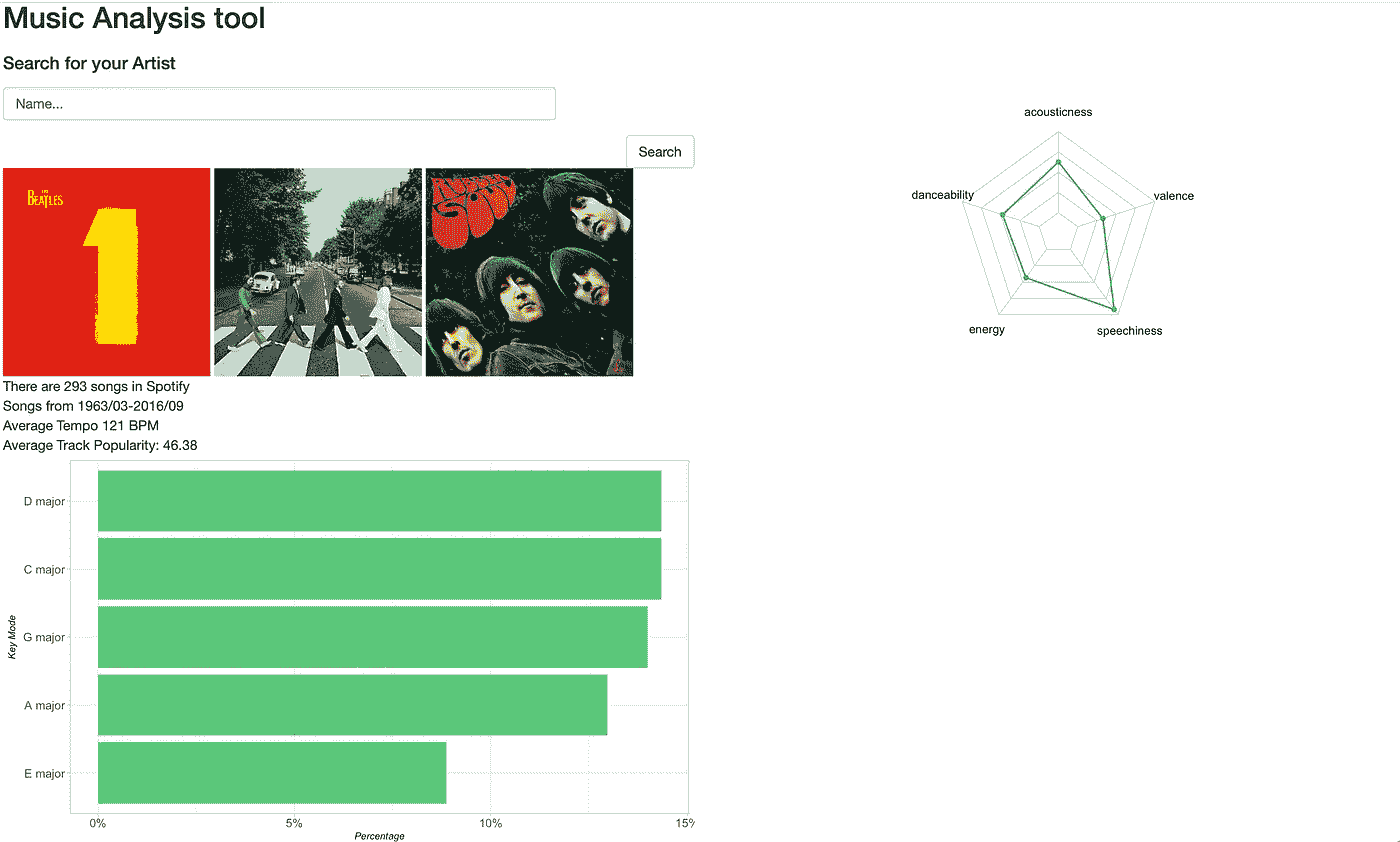 Music Analysis tool
Search for your Artist
Name...
Search
THE
BEATLES
1
RUBBER
SOUL
There are 293 songs in Spotify
Songs from 1963/03-2016/09
Average Tempo 121 BPM
Average Track Popularity: 46.38
D major
C major
G major
A major
E major
Key Mode
0%
5%
10%
15%
Percentage
acousticness
danceability
valence
energy
speechiness